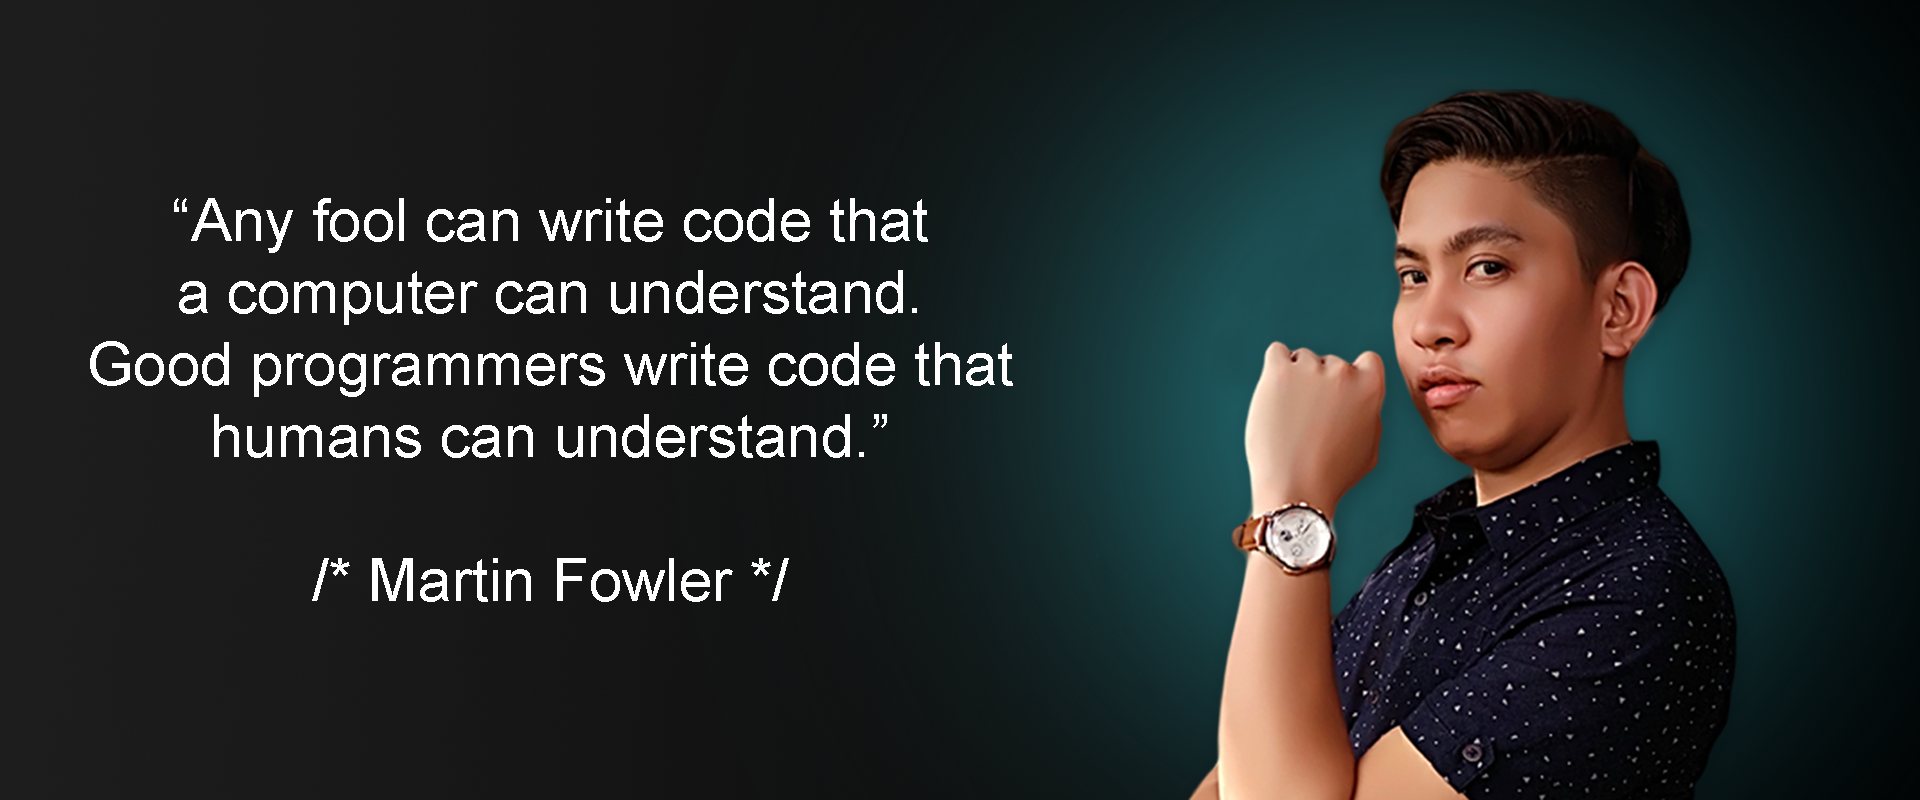 “Any fool can write code that
a computer can understand.
Good programmers write code that
humans can understand.”
/* Martin Fowler */